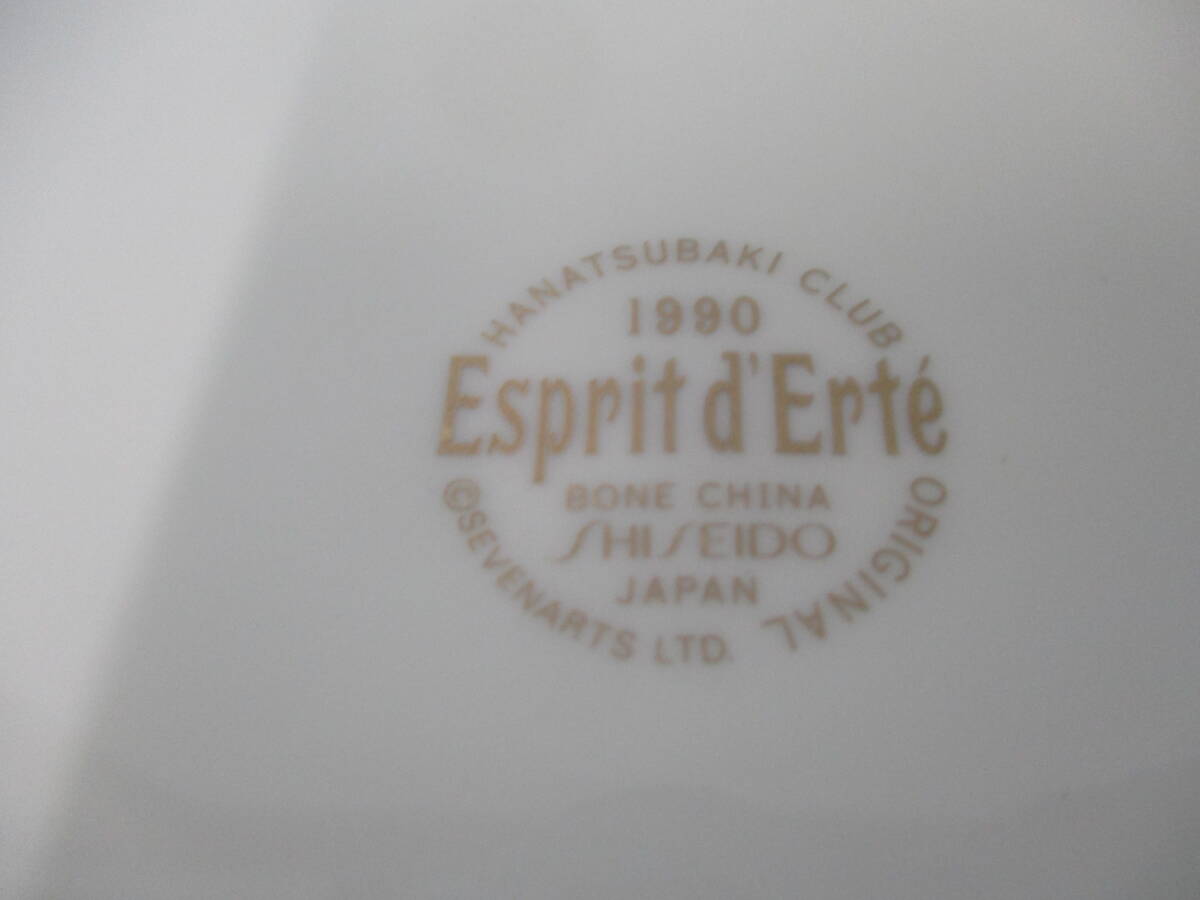 HANATSUBAKI CLUB ORIGINAL
1990
Esprit d'Erté
BONE CHINA
SHISEIDO
JAPAN
©SEVENARTS LTD.